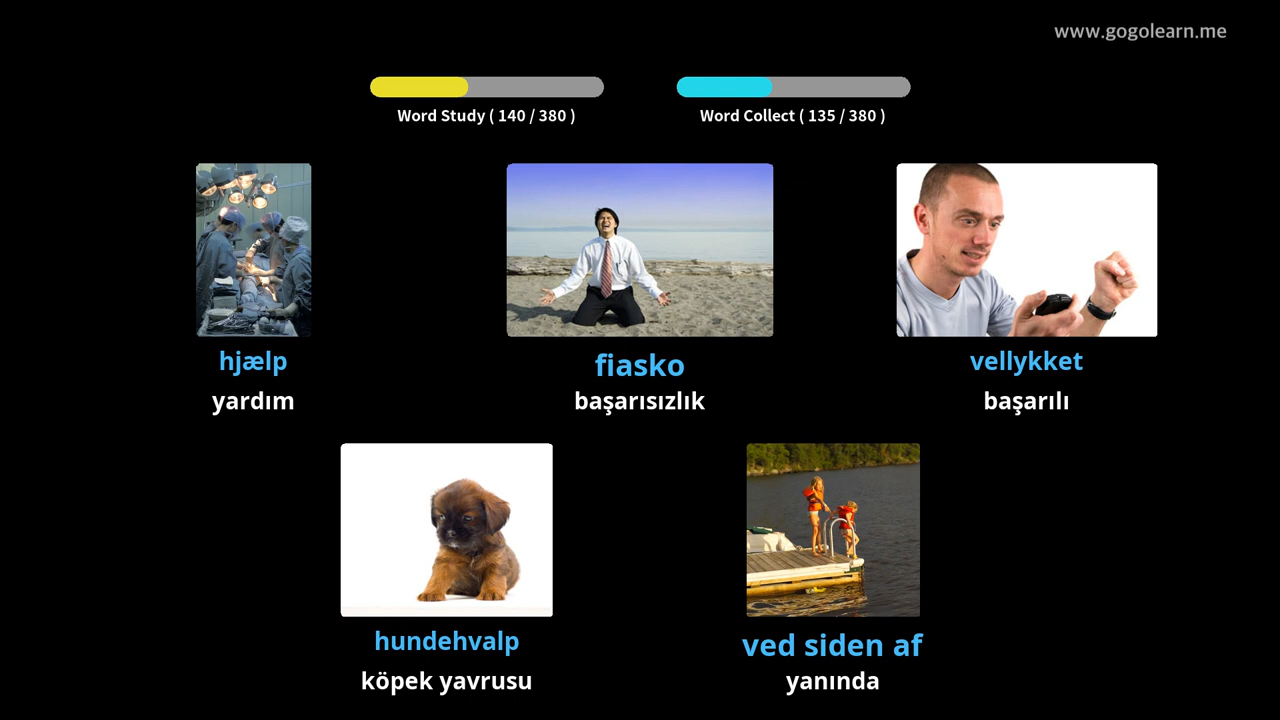 www.gogolearn.me
Word Study ( 140 / 380 )
Word Collect ( 135 / 380 )
hjælp
yardım
fiasko
başarısızlık
vellykket
başarılı
hundehvalp
köpek yavrusu
ved siden af
yanında